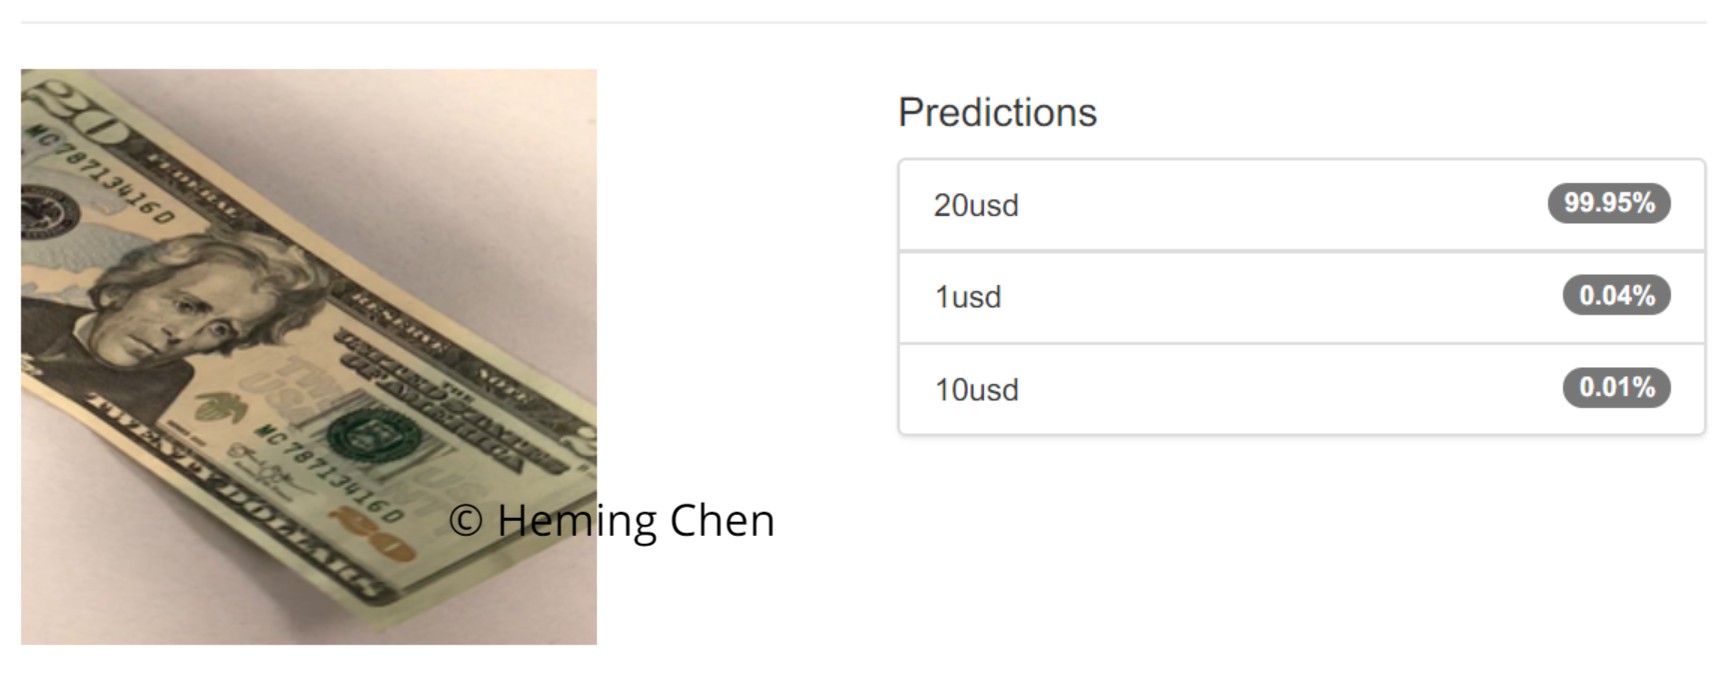 20
MC78713416D
FEDERAL RESERVE NOTE
THE
UNITED STATES
OF AMERICA
MC78713416D
20
TWENTY DOLLARS
© Heming Chen
Predictions
20usd 99.95%
1usd 0.04%
10usd 0.01%